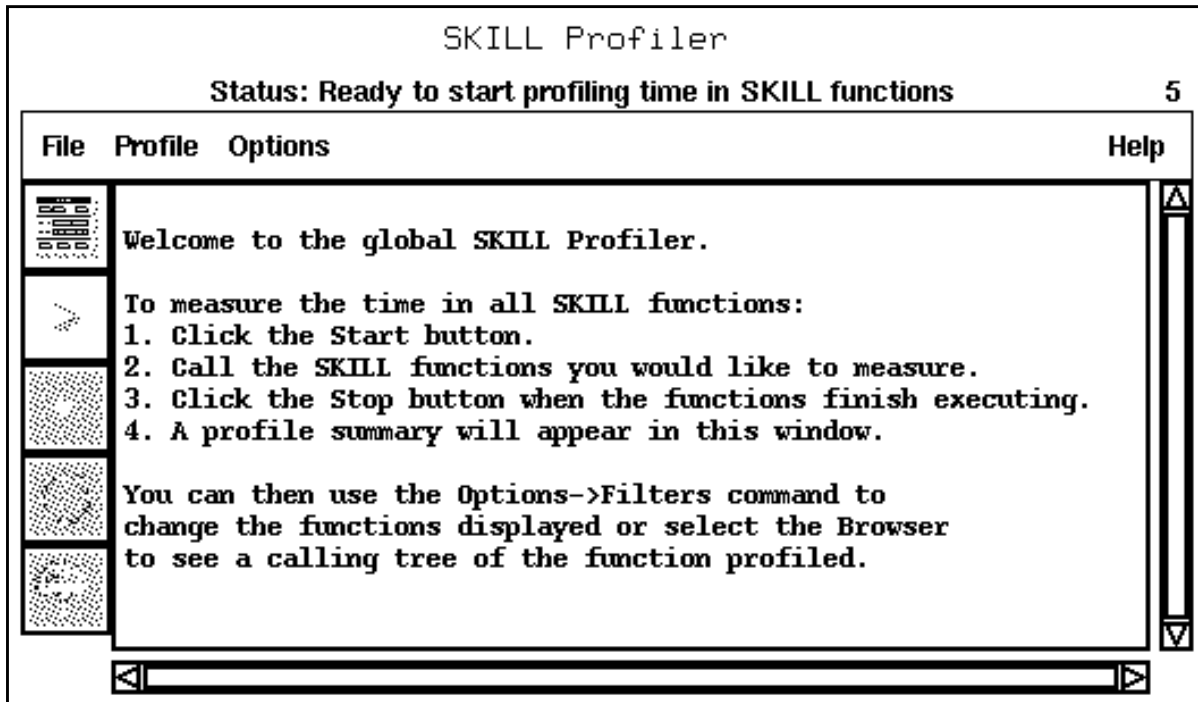 SKILL Profiler
Status: Ready to start profiling time in SKILL functions 5
File Profile Options Help
Welcome to the global SKILL Profiler.
To measure the time in all SKILL functions:
1. Click the Start button.
2. Call the SKILL functions you would like to measure.
3. Click the Stop button when the functions finish executing.
4. A profile summary will appear in this window.
You can then use the Options->Filters command to
change the functions displayed or select the Browser
to see a calling tree of the function profiled.